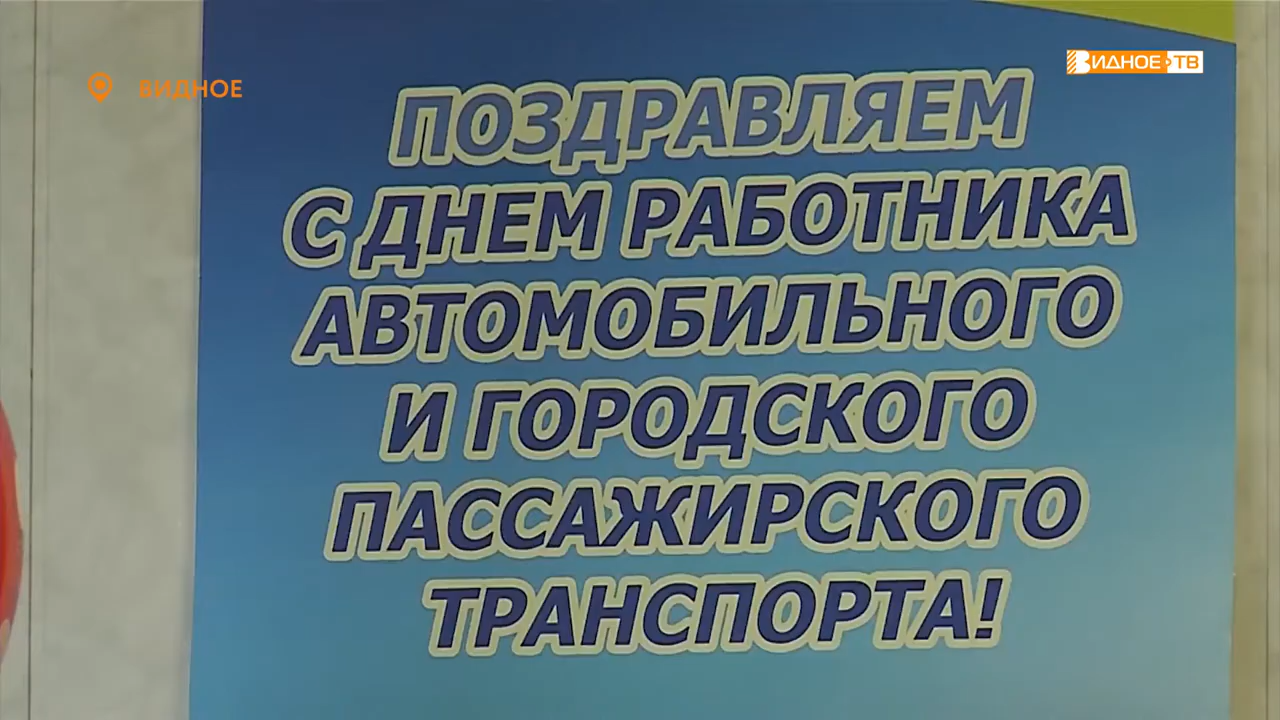 ВИДНОЕ
ВИДНОЕ ТВ
ПОЗДРАВЛЯЕМ
С ДНЕМ РАБОТНИКА
АВТОМОБИЛЬНОГО
И ГОРОДСКОГО
ПАССАЖИРСКОГО
ТРАНСПОРТА!